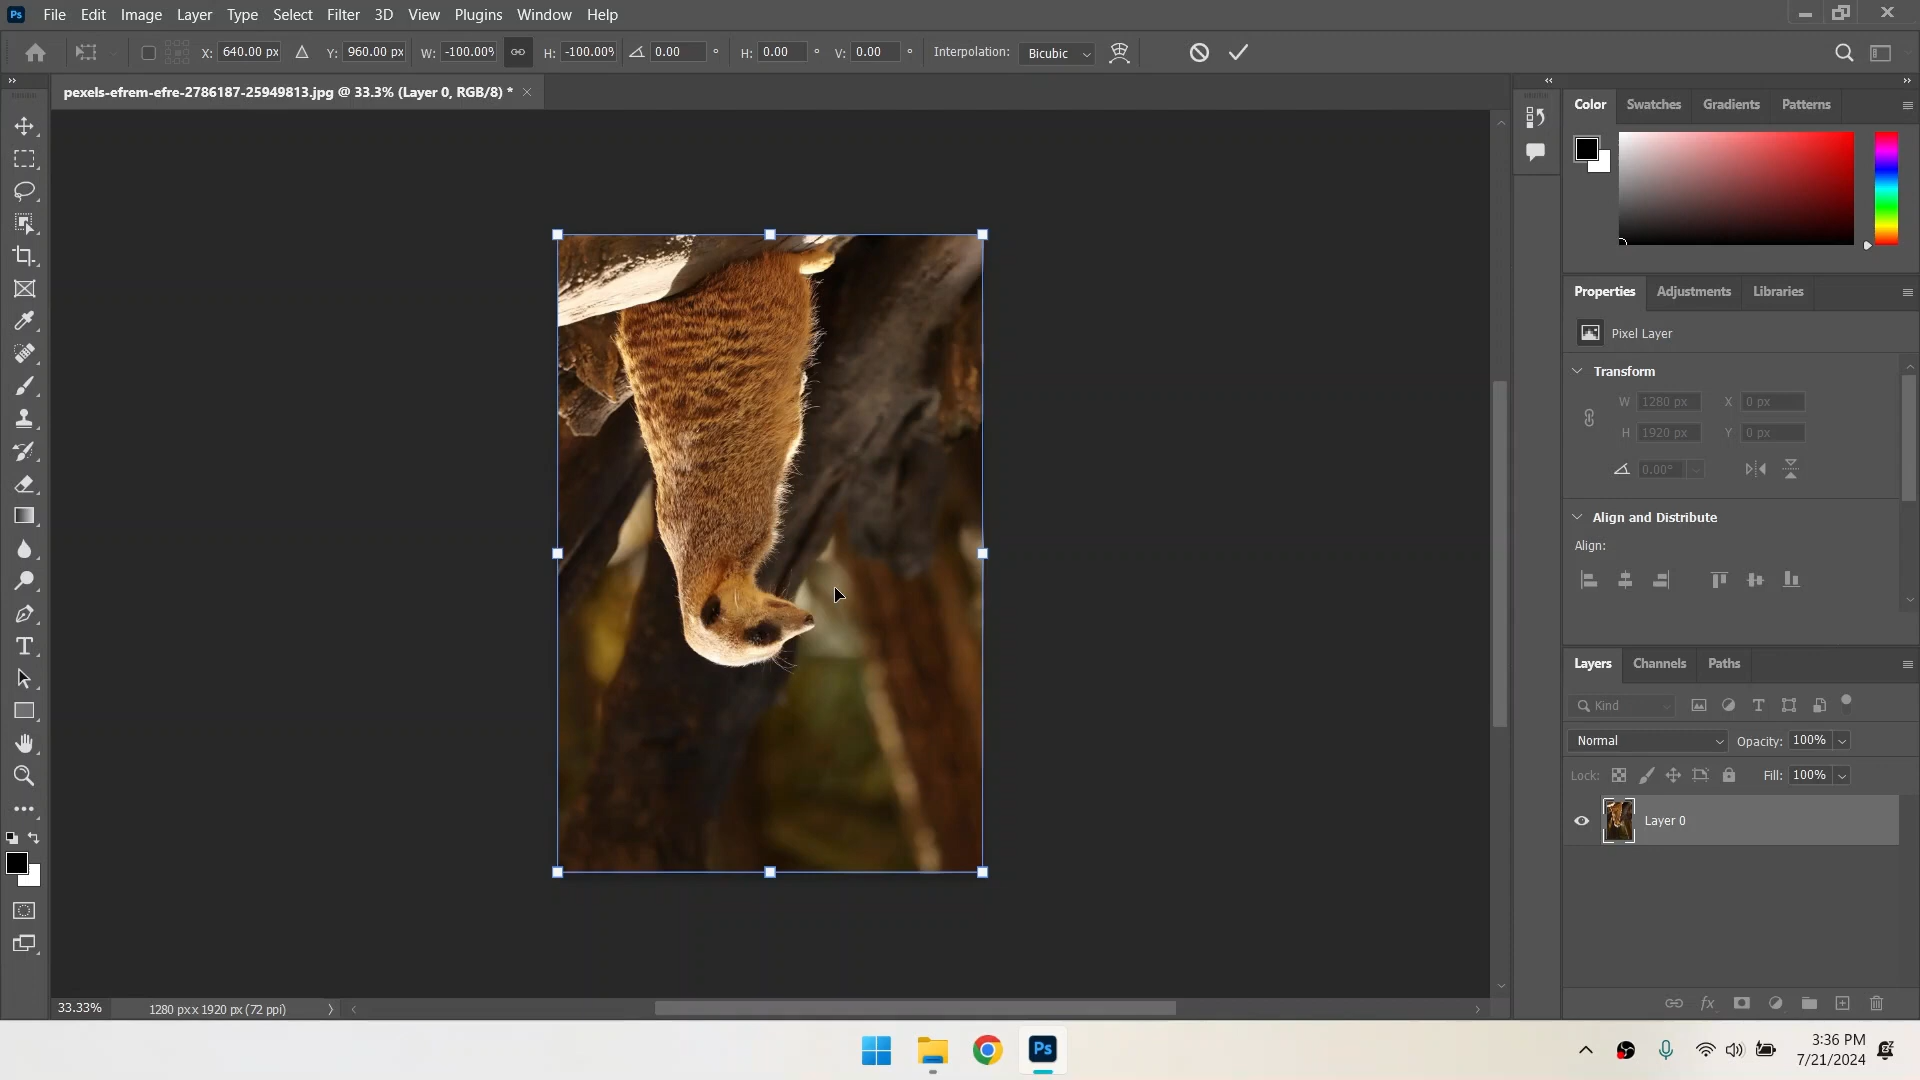 Ps File Edit Image Layer Type Select Filter 3D View Plugins Window Help
X: 640.00 px Y: 960.00 px W: -100.00% H: -100.00% 0.00 ° H: 0.00 ° V: 0.00 ° Interpolation: Bicubic
pexels-efrem-efre-2786187-25949813.jpg @ 33.3% (Layer 0, RGB/8) *
Color Swatches Gradients Patterns
Properties Adjustments Libraries
Pixel Layer
Transform
W 1280 px X 0 px
H 1920 px Y 0 px
0.00°
Align and Distribute
Align:
Layers Channels Paths
Kind
Normal Opacity: 100%
Lock: Fill: 100%
Layer 0
33.33% 1280 px x 1920 px (72 ppi)
Ps
3:36 PM
7/21/2024